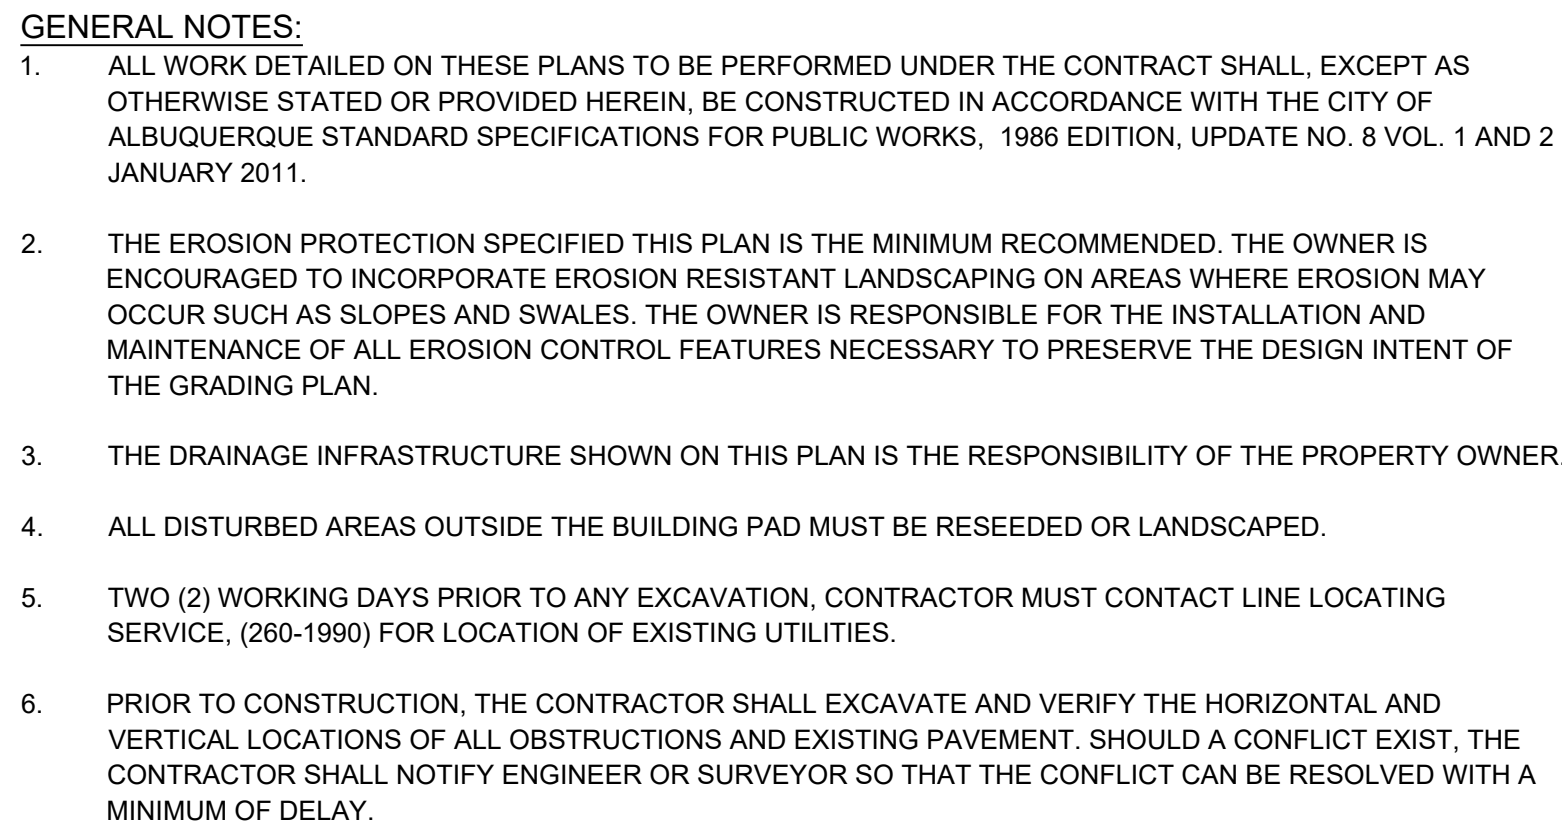 GENERAL NOTES:
1. ALL WORK DETAILED ON THESE PLANS TO BE PERFORMED UNDER THE CONTRACT SHALL, EXCEPT AS
OTHERWISE STATED OR PROVIDED HEREIN, BE CONSTRUCTED IN ACCORDANCE WITH THE CITY OF
ALBUQUERQUE STANDARD SPECIFICATIONS FOR PUBLIC WORKS, 1986 EDITION, UPDATE NO. 8 VOL. 1 AND 2
JANUARY 2011.
2. THE EROSION PROTECTION SPECIFIED THIS PLAN IS THE MINIMUM RECOMMENDED. THE OWNER IS
ENCOURAGED TO INCORPORATE EROSION RESISTANT LANDSCAPING ON AREAS WHERE EROSION MAY
OCCUR SUCH AS SLOPES AND SWALES. THE OWNER IS RESPONSIBLE FOR THE INSTALLATION AND
MAINTENANCE OF ALL EROSION CONTROL FEATURES NECESSARY TO PRESERVE THE DESIGN INTENT OF
THE GRADING PLAN.
3. THE DRAINAGE INFRASTRUCTURE SHOWN ON THIS PLAN IS THE RESPONSIBILITY OF THE PROPERTY OWNER.
4. ALL DISTURBED AREAS OUTSIDE THE BUILDING PAD MUST BE RESEEDED OR LANDSCAPED.
5. TWO (2) WORKING DAYS PRIOR TO ANY EXCAVATION, CONTRACTOR MUST CONTACT LINE LOCATING
SERVICE, (260-1990) FOR LOCATION OF EXISTING UTILITIES.
6. PRIOR TO CONSTRUCTION, THE CONTRACTOR SHALL EXCAVATE AND VERIFY THE HORIZONTAL AND
VERTICAL LOCATIONS OF ALL OBSTRUCTIONS AND EXISTING PAVEMENT. SHOULD A CONFLICT EXIST, THE
CONTRACTOR SHALL NOTIFY ENGINEER OR SURVEYOR SO THAT THE CONFLICT CAN BE RESOLVED WITH A
MINIMUM OF DELAY.